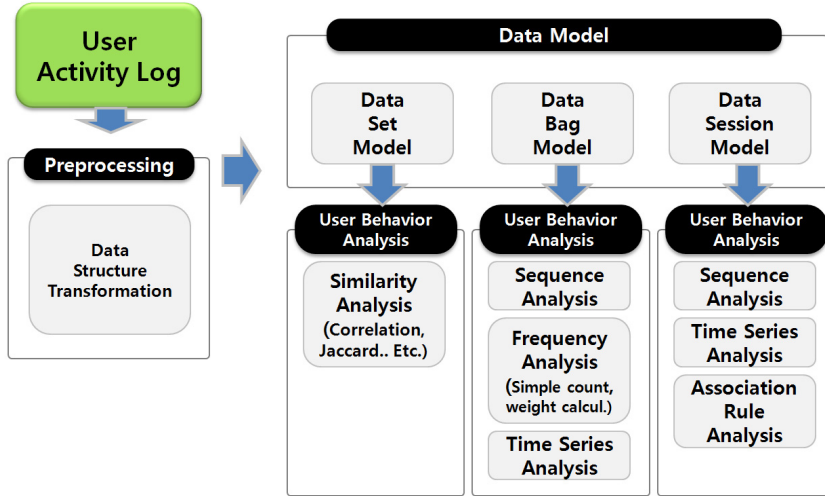 User
Activity Log
Preprocessing
Data
Structure
Transformation
Data Model
Data
Set
Model
Data
Bag
Model
Data
Session
Model
User Behavior
Analysis
Similarity
Analysis
(Correlation,
Jaccard.. Etc.)
User Behavior
Analysis
Sequence
Analysis
Frequency
Analysis
(Simple count,
weight calcul.)
Time Series
Analysis
User Behavior
Analysis
Sequence
Analysis
Time Series
Analysis
Association
Rule
Analysis